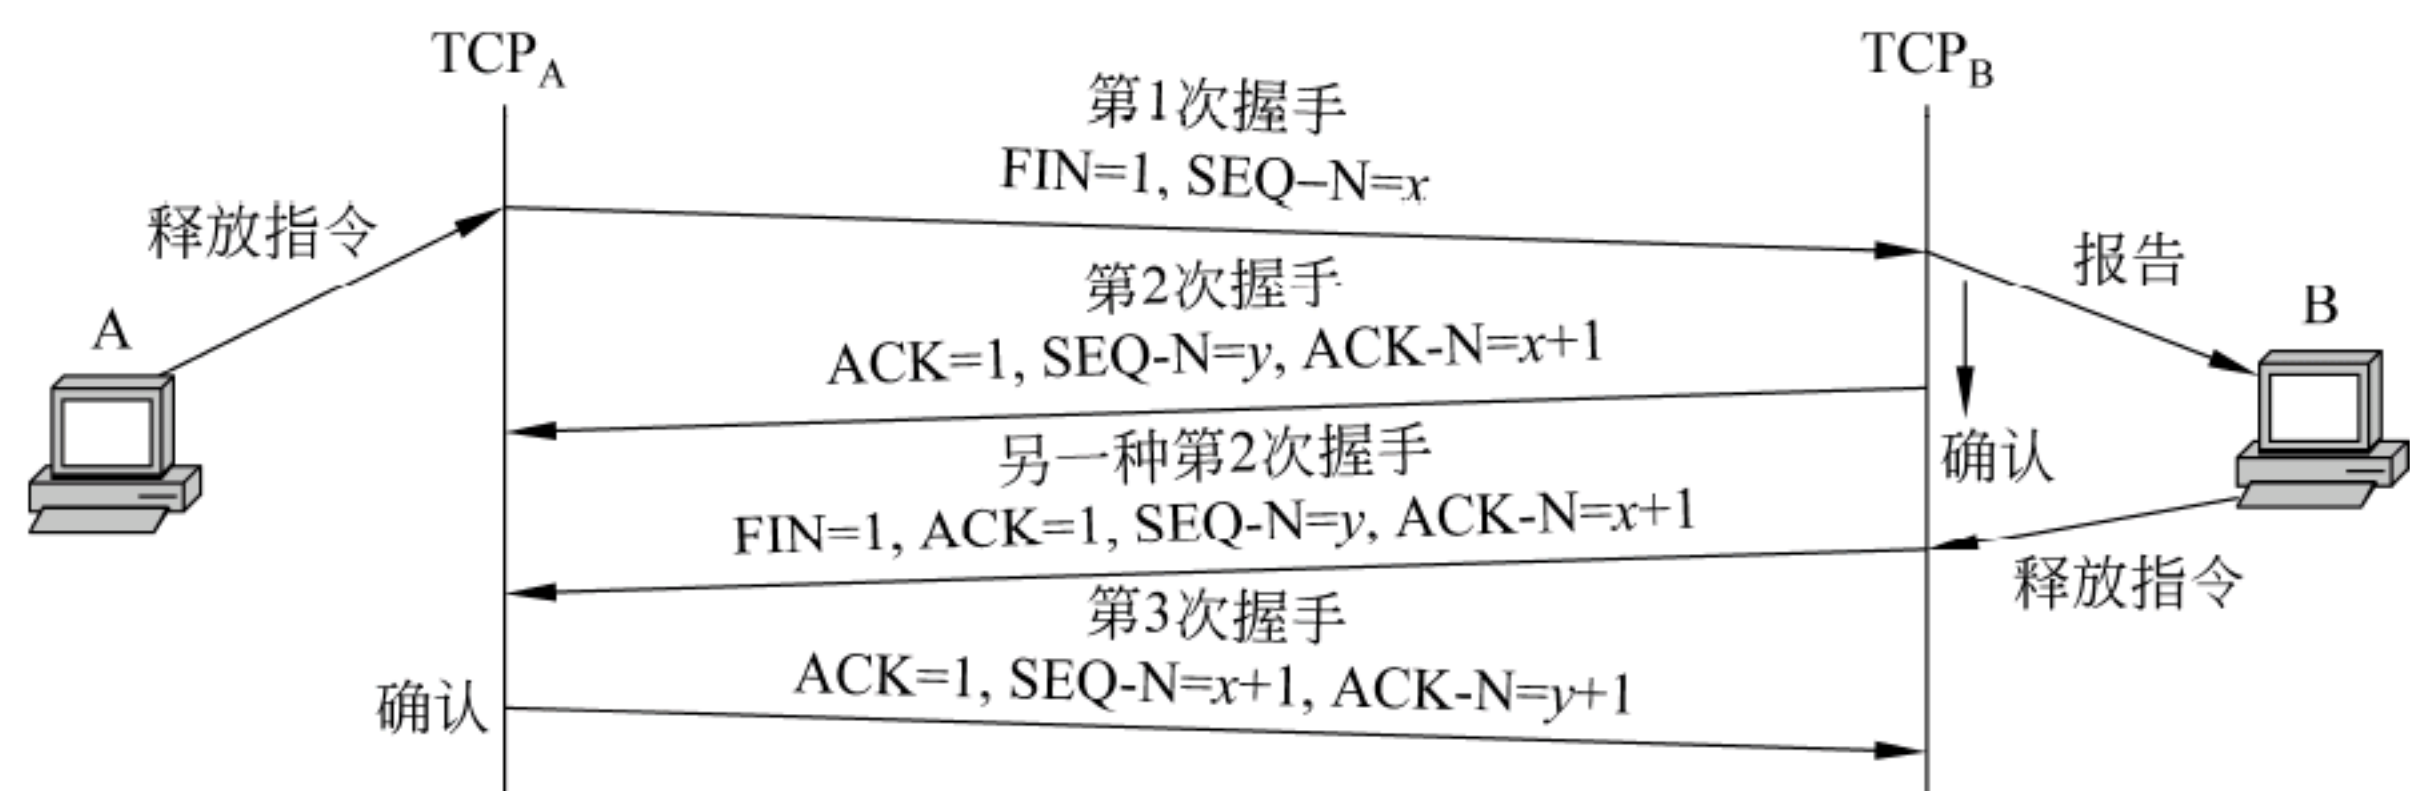 TCPA
TCPB
第1次握手
FIN=1, SEQ–N=x
释放指令
报告
第2次握手
ACK=1, SEQ-N=y, ACK-N=x+1
A
B
另一种第2次握手
确认
FIN=1, ACK=1, SEQ-N=y, ACK-N=x+1
释放指令
第3次握手
ACK=1, SEQ-N=x+1, ACK-N=y+1
确认